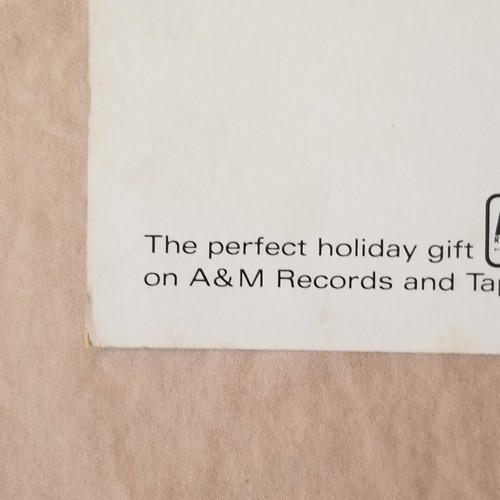 The perfect holiday gift
on A&M Records and